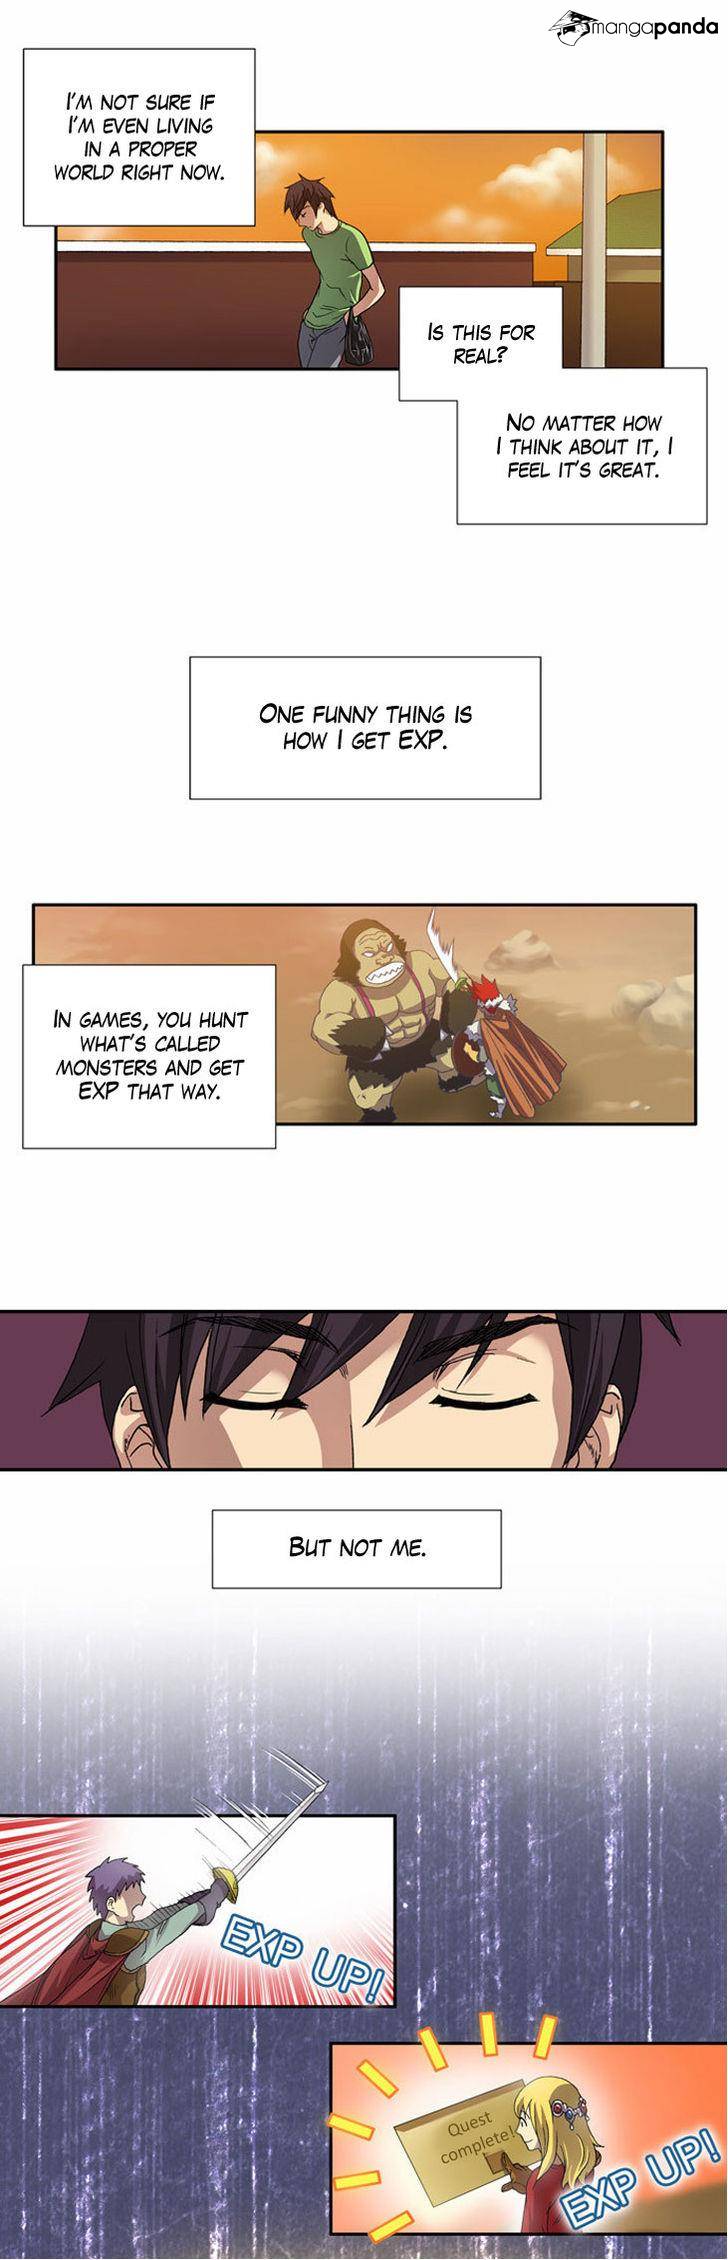 mangapanda
I'M NOT SURE IF
I'M EVEN LIVING
IN A PROPER
WORLD RIGHT NOW.
IS THIS FOR
REAL?
NO MATTER HOW
I THINK ABOUT IT, I
FEEL IT'S GREAT.
ONE FUNNY THING IS
HOW I GET EXP.
IN GAMES, YOU HUNT
WHAT'S CALLED
MONSTERS AND GET
EXP THAT WAY.
BUT NOT ME.
EXP UP!
Quest
complete!
EXP UP!